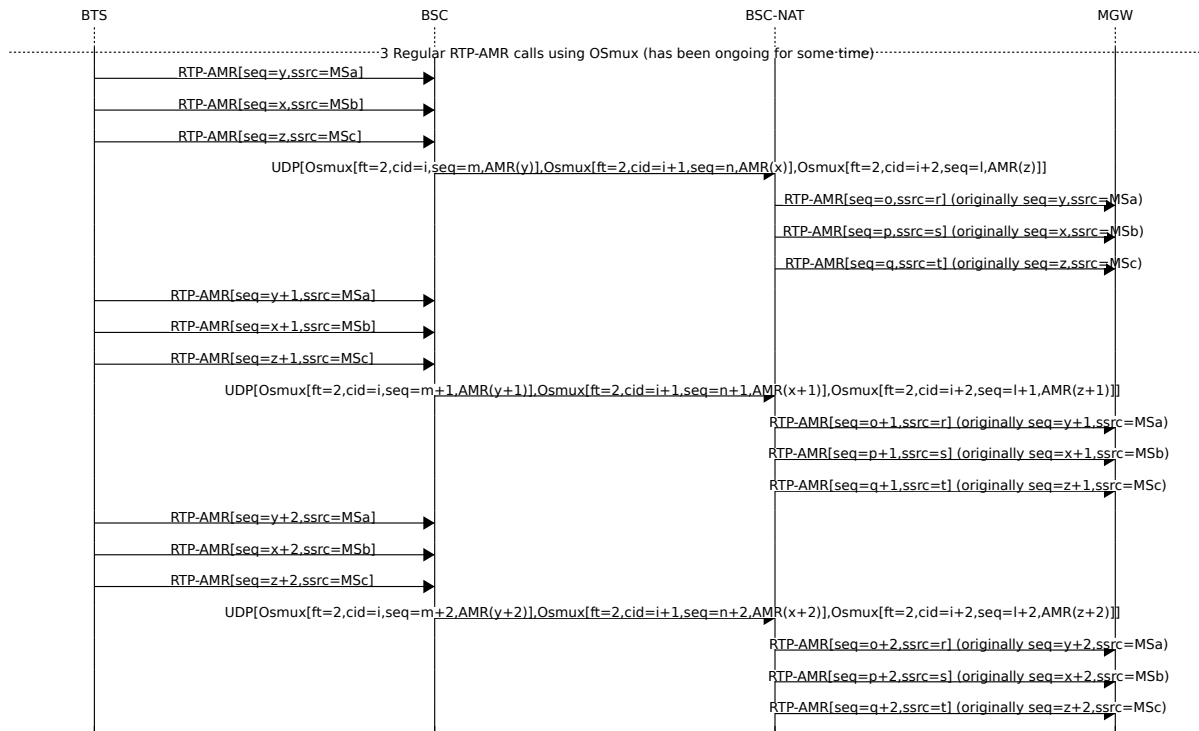 BTS BSC BSC-NAT MGW
3 Regular RTP-AMR calls using OSmux (has been ongoing for some time)
RTP-AMR[seq=y,ssrc=MSa]
RTP-AMR[seq=x,ssrc=MSb]
RTP-AMR[seq=z,ssrc=MSc]
UDP[Osmux[ft=2,cid=i,seq=m,AMR(y)],Osmux[ft=2,cid=i+1,seq=n,AMR(x)],Osmux[ft=2,cid=i+2,seq=l,AMR(z)]]
RTP-AMR[seq=o,ssrc=r] (originally seq=y,ssrc=MSa)
RTP-AMR[seq=p,ssrc=s] (originally seq=x,ssrc=MSb)
RTP-AMR[seq=q,ssrc=t] (originally seq=z,ssrc=MSc)
RTP-AMR[seq=y+1,ssrc=MSa]
RTP-AMR[seq=x+1,ssrc=MSb]
RTP-AMR[seq=z+1,ssrc=MSc]
UDP[Osmux[ft=2,cid=i,seq=m+1,AMR(y+1)],Osmux[ft=2,cid=i+1,seq=n+1,AMR(x+1)],Osmux[ft=2,cid=i+2,seq=l+1,AMR(z+1)]]
RTP-AMR[seq=o+1,ssrc=r] (originally seq=y+1,ssrc=MSa)
RTP-AMR[seq=p+1,ssrc=s] (originally seq=x+1,ssrc=MSb)
RTP-AMR[seq=q+1,ssrc=t] (originally seq=z+1,ssrc=MSc)
RTP-AMR[seq=y+2,ssrc=MSa]
RTP-AMR[seq=x+2,ssrc=MSb]
RTP-AMR[seq=z+2,ssrc=MSc]
UDP[Osmux[ft=2,cid=i,seq=m+2,AMR(y+2)],Osmux[ft=2,cid=i+1,seq=n+2,AMR(x+2)],Osmux[ft=2,cid=i+2,seq=l+2,AMR(z+2)]]
RTP-AMR[seq=o+2,ssrc=r] (originally seq=y+2,ssrc=MSa)
RTP-AMR[seq=p+2,ssrc=s] (originally seq=x+2,ssrc=MSb)
RTP-AMR[seq=q+2,ssrc=t] (originally seq=z+2,ssrc=MSc)